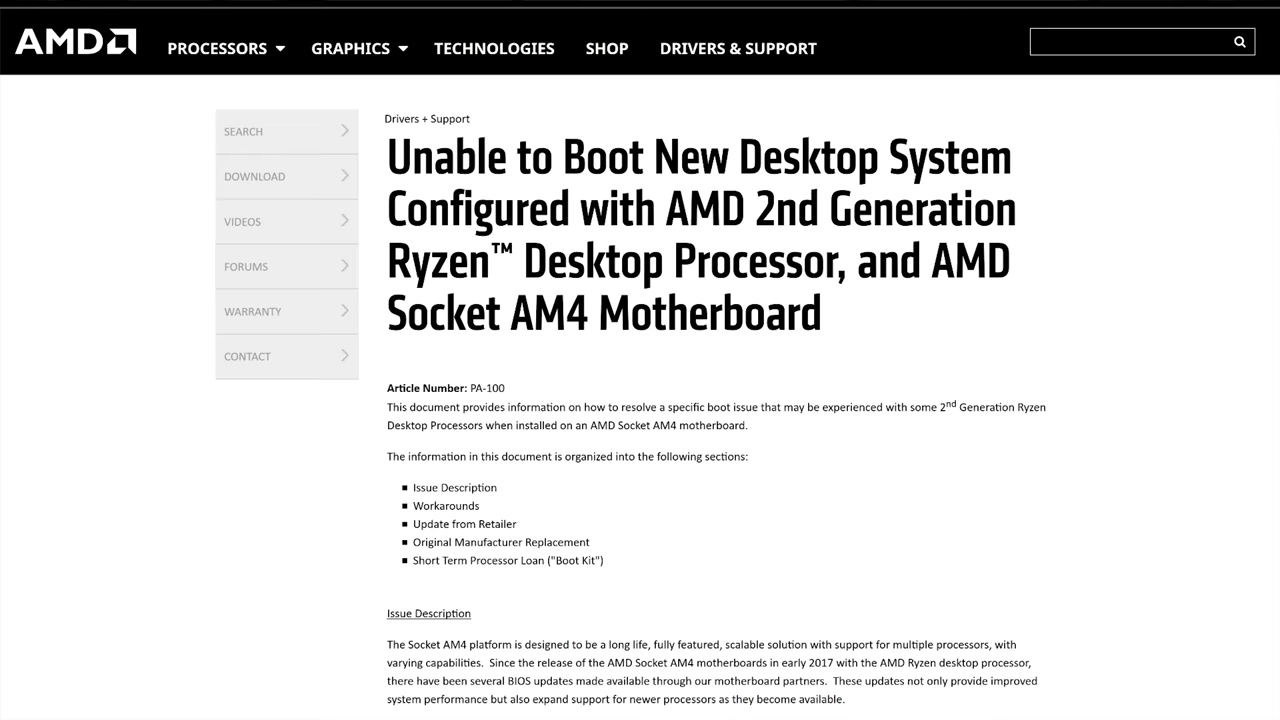 AMD
PROCESSORS GRAPHICS TECHNOLOGIES SHOP DRIVERS & SUPPORT
SEARCH
DOWNLOAD
VIDEOS
FORUMS
WARRANTY
CONTACT
Drivers + Support
Unable to Boot New Desktop System
Configured with AMD 2nd Generation
Ryzen™ Desktop Processor, and AMD
Socket AM4 Motherboard
Article Number: PA-100
This document provides information on how to resolve a specific boot issue that may be experienced with some 2nd Generation Ryzen
Desktop Processors when installed on an AMD Socket AM4 motherboard.
The information in this document is organized into the following sections:
Issue Description
Workarounds
Update from Retailer
Original Manufacturer Replacement
Short Term Processor Loan ("Boot Kit")
Issue Description
The Socket AM4 platform is designed to be a long life, fully featured, scalable solution with support for multiple processors, with
varying capabilities. Since the release of the AMD Socket AM4 motherboards in early 2017 with the AMD Ryzen desktop processor,
there have been several BIOS updates made available through our motherboard partners. These updates not only provide improved
system performance but also expand support for newer processors as they become available.